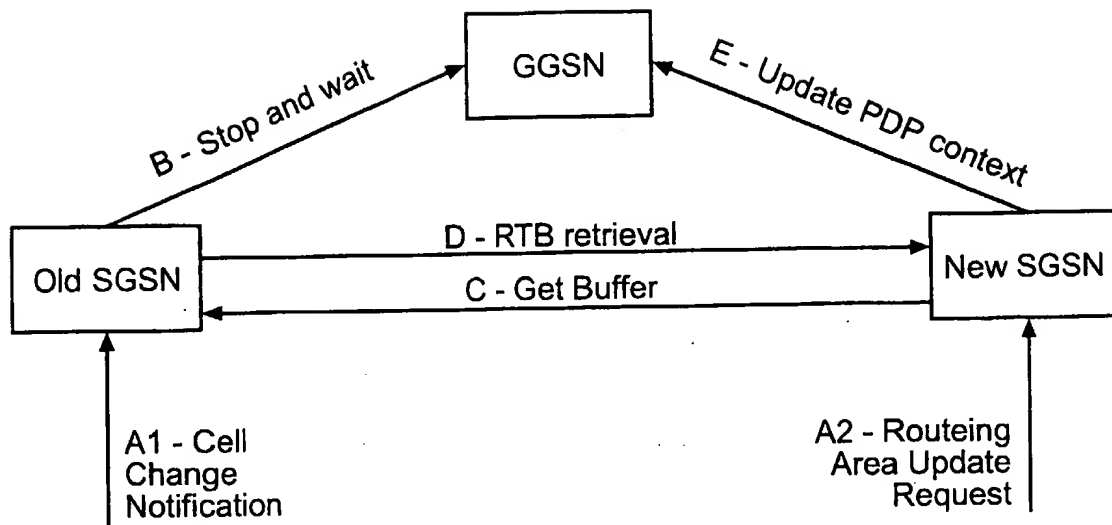 GGSN
B - Stop and wait
E - Update PDP context
Old SGSN
D - RTB retrieval
C - Get Buffer
New SGSN
A1 - Cell
Change
Notification
A2 - Routeing
Area Update
Request